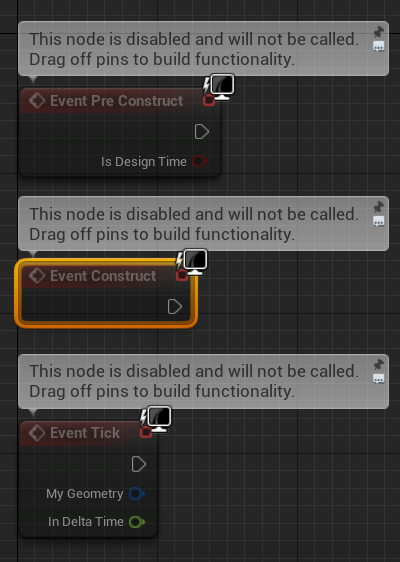 This node is disabled and will not be called.
Drag off pins to build functionality.
Event Pre Construct
Is Design Time
This node is disabled and will not be called.
Drag off pins to build functionality.
Event Construct
This node is disabled and will not be called.
Drag off pins to build functionality.
Event Tick
My Geometry
In Delta Time